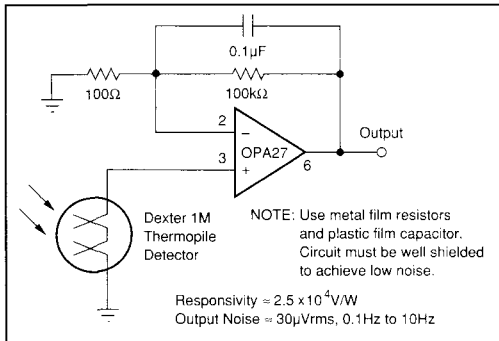 0.1µF
100Ω
100kΩ
2
−
OPA27
6
Output
3
+
Dexter 1M
Thermopile
Detector
NOTE: Use metal film resistors
and plastic film capacitor.
Circuit must be well shielded
to achieve low noise.
Responsivity ≈ 2.5 x 10⁴V/W
Output Noise ≈ 30µVrms, 0.1Hz to 10Hz